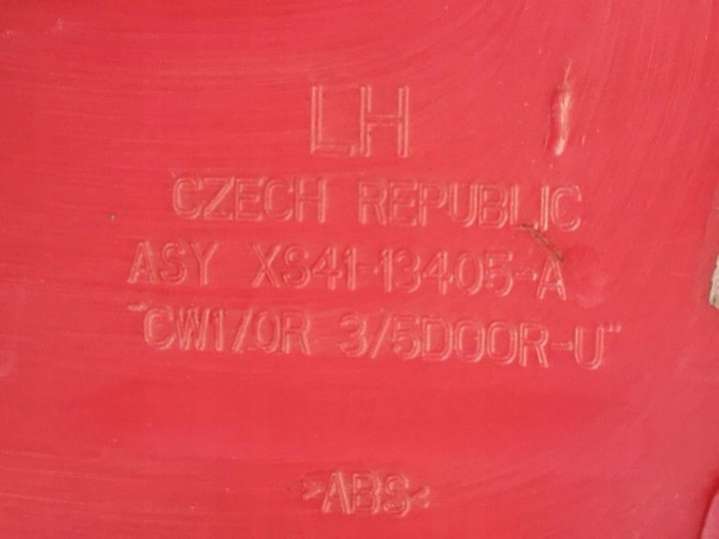 LH
CZECH REPUBLIC
ASY XS41-13405-A
"CW170R 3/5DOOR-U"
>ABS<